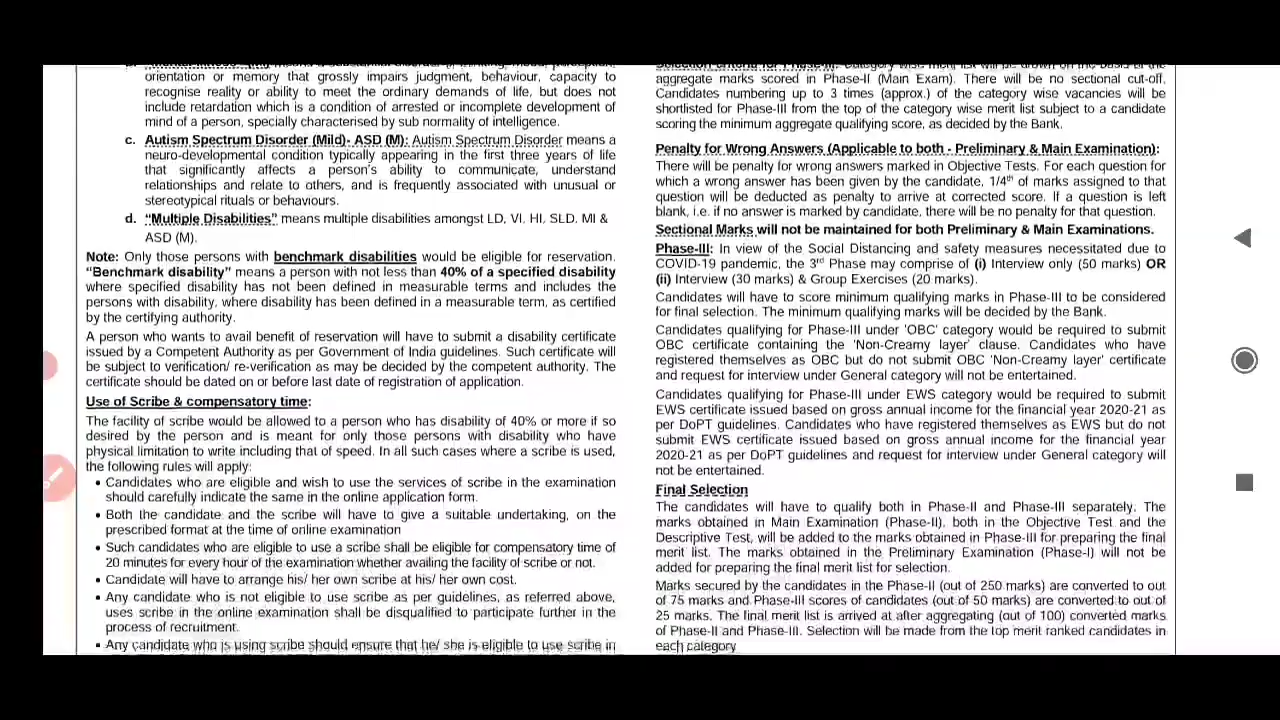 orientation or memory that grossly impairs judgment, behaviour, capacity to
recognise reality or ability to meet the ordinary demands of life, but does not
include retardation which is a condition of arrested or incomplete development of
mind of a person, specially characterised by sub normality of intelligence.
c. Autism Spectrum Disorder (Mild)- ASD (M): Autism Spectrum Disorder means a
neuro-developmental condition typically appearing in the first three years of life
that significantly affects a person's ability to communicate, understand
relationships and relate to others, and is frequently associated with unusual or
stereotypical rituals or behaviours.
d. “Multiple Disabilities” means multiple disabilities amongst LD, VI, HI, SLD, MI &
ASD (M).
Note: Only those persons with benchmark disabilities would be eligible for reservation.
“Benchmark disability” means a person with not less than 40% of a specified disability
where specified disability has not been defined in measurable terms and includes the
persons with disability, where disability has been defined in a measurable term, as certified
by the certifying authority.
A person who wants to avail benefit of reservation will have to submit a disability certificate
issued by a Competent Authority as per Government of India guidelines. Such certificate will
be subject to verification/ re-verification as may be decided by the competent authority. The
certificate should be dated on or before last date of registration of application.
Use of Scribe & compensatory time:
The facility of scribe would be allowed to a person who has disability of 40% or more if so
desired by the person and is meant for only those persons with disability who have
physical limitation to write including that of speed. In all such cases where a scribe is used,
the following rules will apply:
• Candidates who are eligible and wish to use the services of scribe in the examination
should carefully indicate the same in the online application form.
• Both the candidate and the scribe will have to give a suitable undertaking, on the
prescribed format at the time of online examination
• Such candidates who are eligible to use a scribe shall be eligible for compensatory time of
20 minutes for every hour of the examination whether availing the facility of scribe or not.
• Candidate will have to arrange his/ her own scribe at his/ her own cost.
• Any candidate who is not eligible to use scribe as per guidelines, as referred above,
uses scribe in the online examination shall be disqualified to participate further in the
process of recruitment.
• Any candidate who is using scribe should ensure that he/ she is eligible to use scribe in
Selection criteria for Phase-III: Category wise merit list will be drawn on the basis of the
aggregate marks scored in Phase-II (Main Exam). There will be no sectional cut-off.
Candidates numbering up to 3 times (approx.) of the category wise vacancies will be
shortlisted for Phase-III from the top of the category wise merit list subject to a candidate
scoring the minimum aggregate qualifying score, as decided by the Bank.
Penalty for Wrong Answers (Applicable to both - Preliminary & Main Examination):
There will be penalty for wrong answers marked in Objective Tests. For each question for
which a wrong answer has been given by the candidate, 1/4th of marks assigned to that
question will be deducted as penalty to arrive at corrected score. If a question is left
blank, i.e. if no answer is marked by candidate, there will be no penalty for that question.
Sectional Marks will not be maintained for both Preliminary & Main Examinations.
Phase-III: In view of the Social Distancing and safety measures necessitated due to
COVID-19 pandemic, the 3rd Phase may comprise of (i) Interview only (50 marks) OR
(ii) Interview (30 marks) & Group Exercises (20 marks).
Candidates will have to score minimum qualifying marks in Phase-III to be considered
for final selection. The minimum qualifying marks will be decided by the Bank.
Candidates qualifying for Phase-III under 'OBC' category would be required to submit
OBC certificate containing the 'Non-Creamy layer' clause. Candidates who have
registered themselves as OBC but do not submit OBC 'Non-Creamy layer' certificate
and request for interview under General category will not be entertained.
Candidates qualifying for Phase-III under EWS category would be required to submit
EWS certificate issued based on gross annual income for the financial year 2020-21 as
per DoPT guidelines. Candidates who have registered themselves as EWS but do not
submit EWS certificate issued based on gross annual income for the financial year
2020-21 as per DoPT guidelines and request for interview under General category will
not be entertained.
Final Selection
The candidates will have to qualify both in Phase-II and Phase-III separately. The
marks obtained in Main Examination (Phase-II), both in the Objective Test and the
Descriptive Test, will be added to the marks obtained in Phase-III for preparing the final
merit list. The marks obtained in the Preliminary Examination (Phase-I) will not be
added for preparing the final merit list for selection.
Marks secured by the candidates in the Phase-II (out of 250 marks) are converted to out
of 75 marks and Phase-III scores of candidates (out of 50 marks) are converted to out of
25 marks. The final merit list is arrived at after aggregating (out of 100) converted marks
of Phase-II and Phase-III. Selection will be made from the top merit ranked candidates in
each category